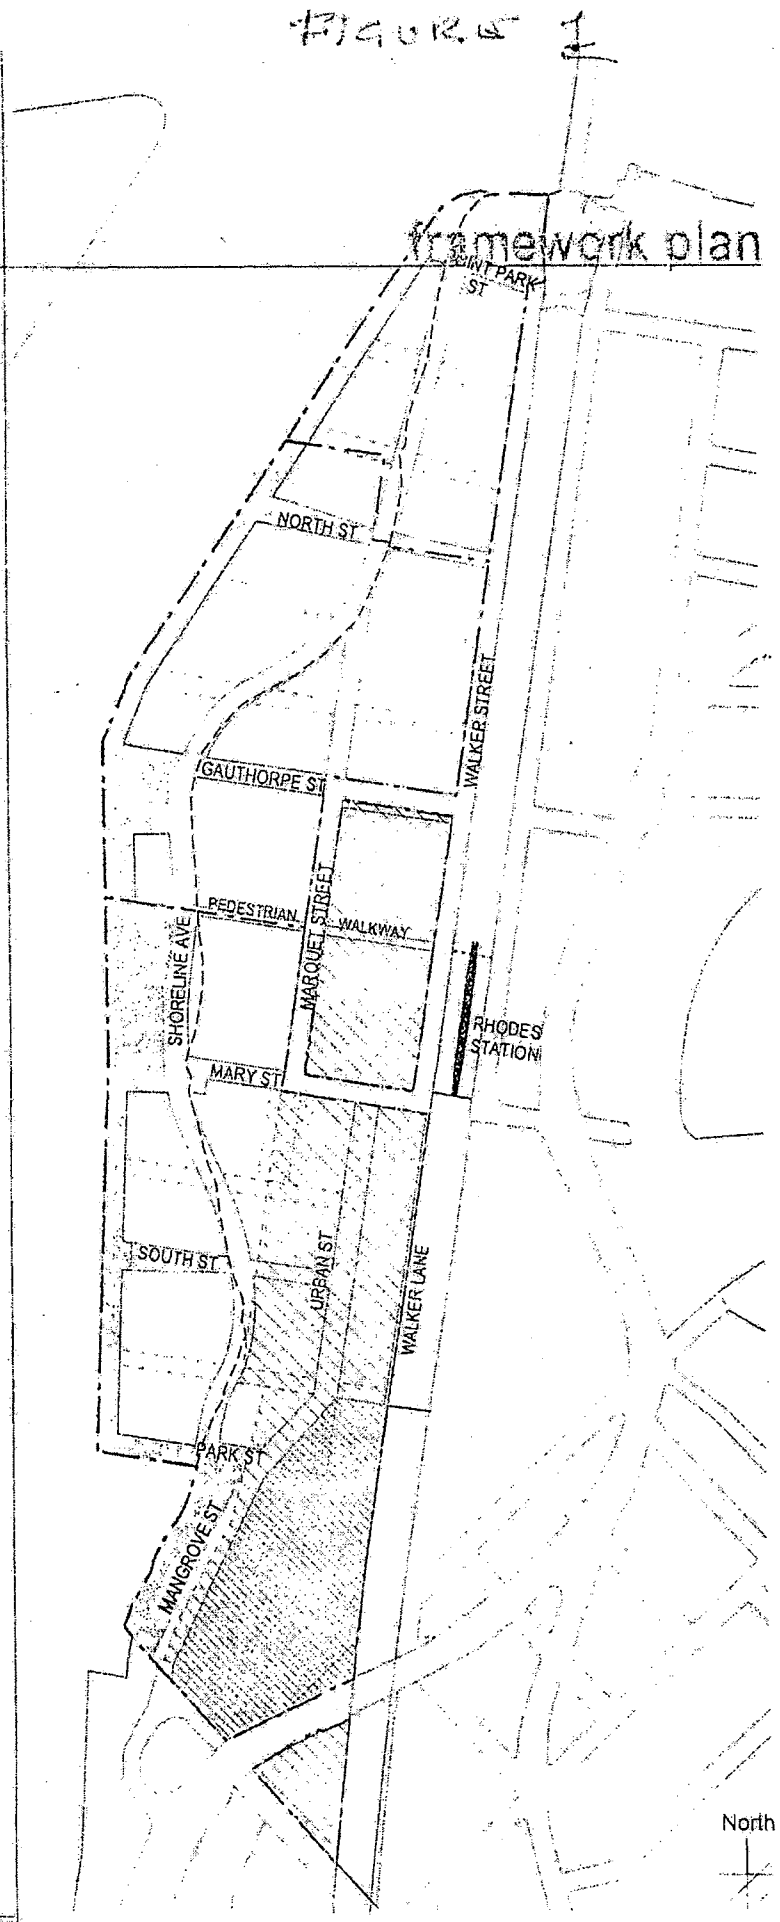 FIGURE 1
framework plan
POINT PARK
ST
NORTH ST
WALKER STREET
GAUTHORPE ST
MARQUET STREET
PEDESTRIAN
WALKWAY
SHORELINE AVE
RHODES
STATION
MARY ST
SOUTH ST
URBAN ST
WALKER LANE
PARK ST
MANGROVE ST
North